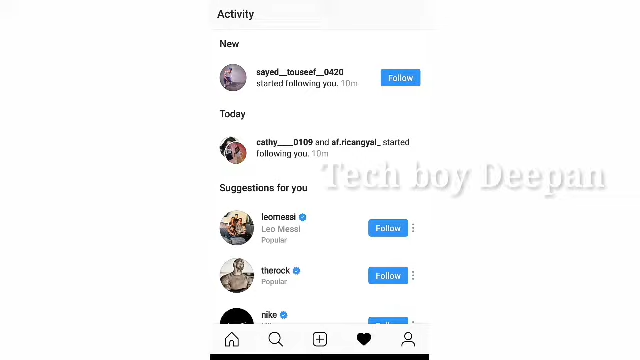 Activity
New
sayed__touseef__0420
started following you. 10m
Follow
Today
cathy____0109 and af.ricangyal_ started
following you. 10m
Tech boy Deepan
Suggestions for you
leomessi
Leo Messi
Popular
Follow
therock
Popular
Follow
nike